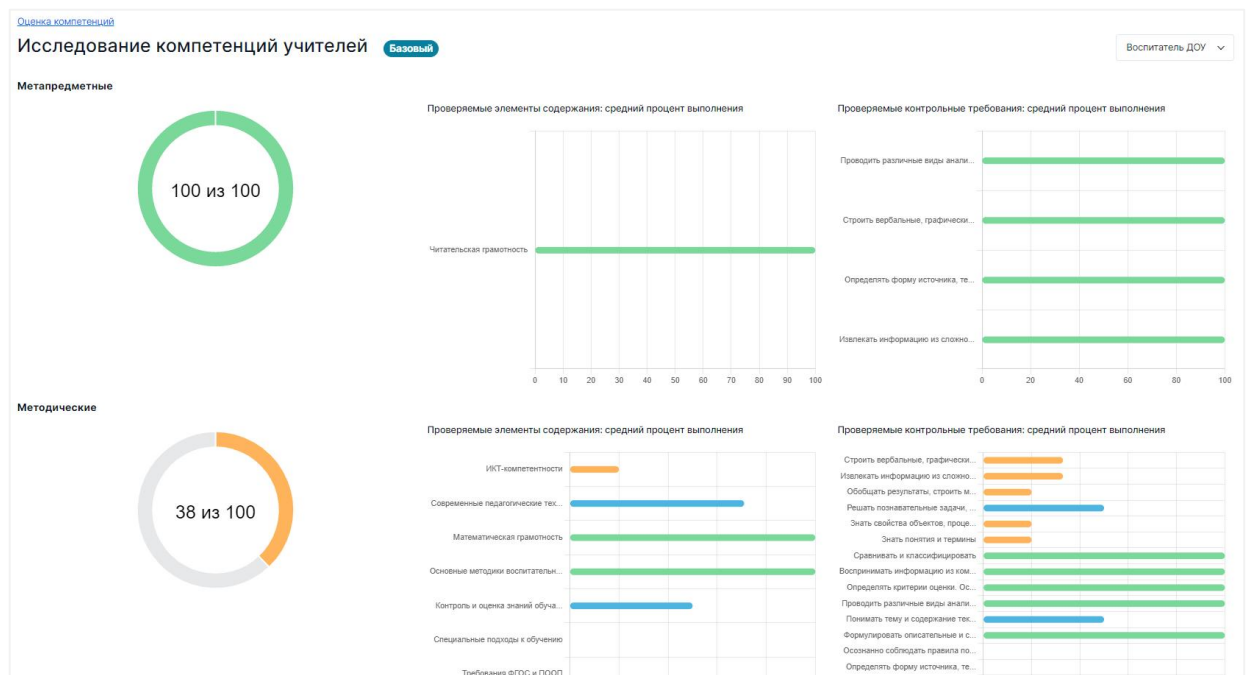 Оценка компетенций
Исследование компетенций учителей Базовый
Воспитатель ДОУ
Метапредметные
100 из 100
Проверяемые элементы содержания: средний процент выполнения
Читательская грамотность
0 10 20 30 40 50 60 70 80 90 100
Проверяемые контрольные требования: средний процент выполнения
Проводить различные виды анали...
Строить вербальные, графически...
Определять форму источника, те...
Извлекать информацию из сложно...
0 20 40 60 80 100
Методические
38 из 100
Проверяемые элементы содержания: средний процент выполнения
ИКТ-компетентности
Современные педагогические тех...
Математическая грамотность
Основные методики воспитательн...
Контроль и оценка знаний обуча...
Специальные подходы к обучению
Требования ФГОС и ПООП
Проверяемые контрольные требования: средний процент выполнения
Строить вербальные, графически...
Извлекать информацию из сложно...
Обобщать результаты, строить м...
Решать познавательные задачи, ...
Знать свойства объектов, проце...
Знать понятия и термины
Сравнивать и классифицировать
Воспринимать информацию из ком...
Определять критерии оценки. Ос...
Проводить различные виды анали...
Понимать тему и содержание тек...
Формулировать описательные и с...
Осознанно соблюдать правила по...
Определять форму источника, те...